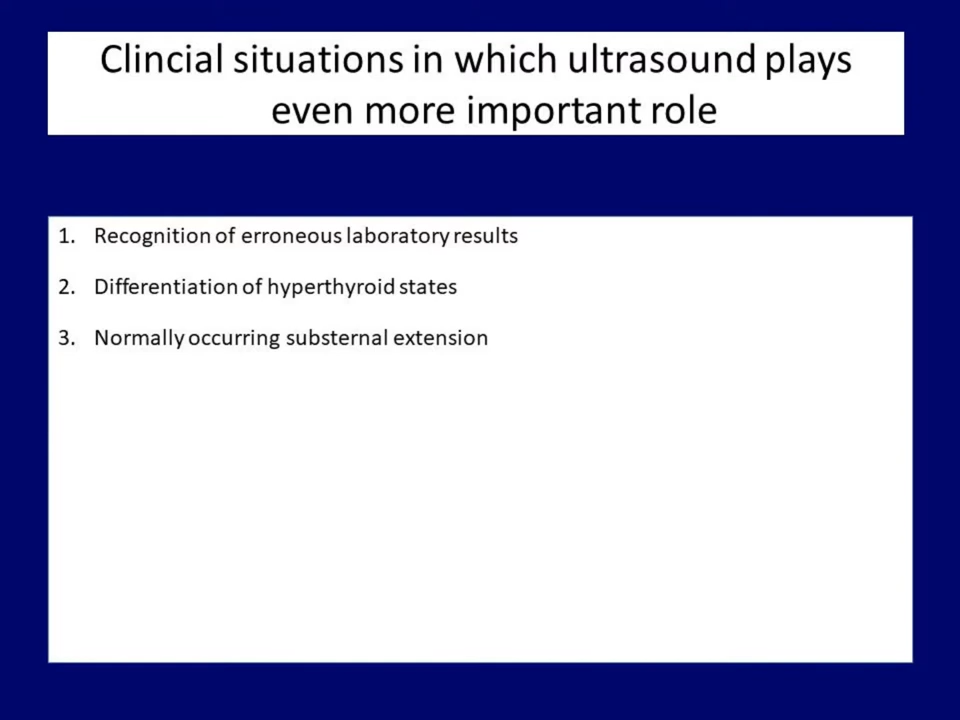 Clincial situations in which ultrasound plays
even more important role
1. Recognition of erroneous laboratory results
2. Differentiation of hyperthyroid states
3. Normally occurring substernal extension